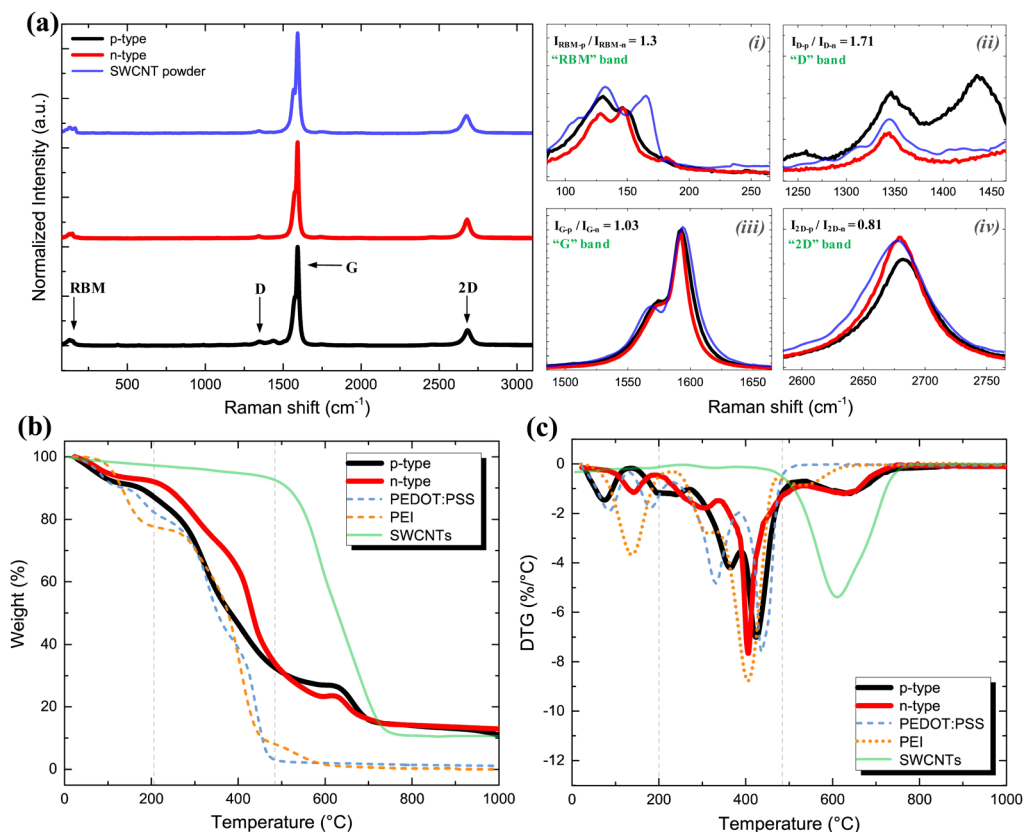 (a)
p-type
n-type
SWCNT powder
Normalized Intensity (a.u.)
RBM
D
G
2D
500 1000 1500 2000 2500 3000
Raman shift (cm⁻¹)
I_RBM-p / I_RBM-n = 1.3
(i)
"RBM" band
100 150 200 250
I_D-p / I_D-n = 1.71
(ii)
"D" band
1250 1300 1350 1400 1450
I_G-p / I_G-n = 1.03
(iii)
"G" band
1500 1550 1600 1650
I_2D-p / I_2D-n = 0.81
(iv)
"2D" band
2600 2650 2700 2750
Raman shift (cm⁻¹)
(b)
100
80
60
40
20
0
Weight (%)
p-type
n-type
PEDOT:PSS
PEI
SWCNTs
0 200 400 600 800 1000
Temperature (°C)
(c)
0
-2
-4
-6
-8
-10
-12
DTG (%/°C)
p-type
n-type
PEDOT:PSS
PEI
SWCNTs
0 200 400 600 800 1000
Temperature (°C)